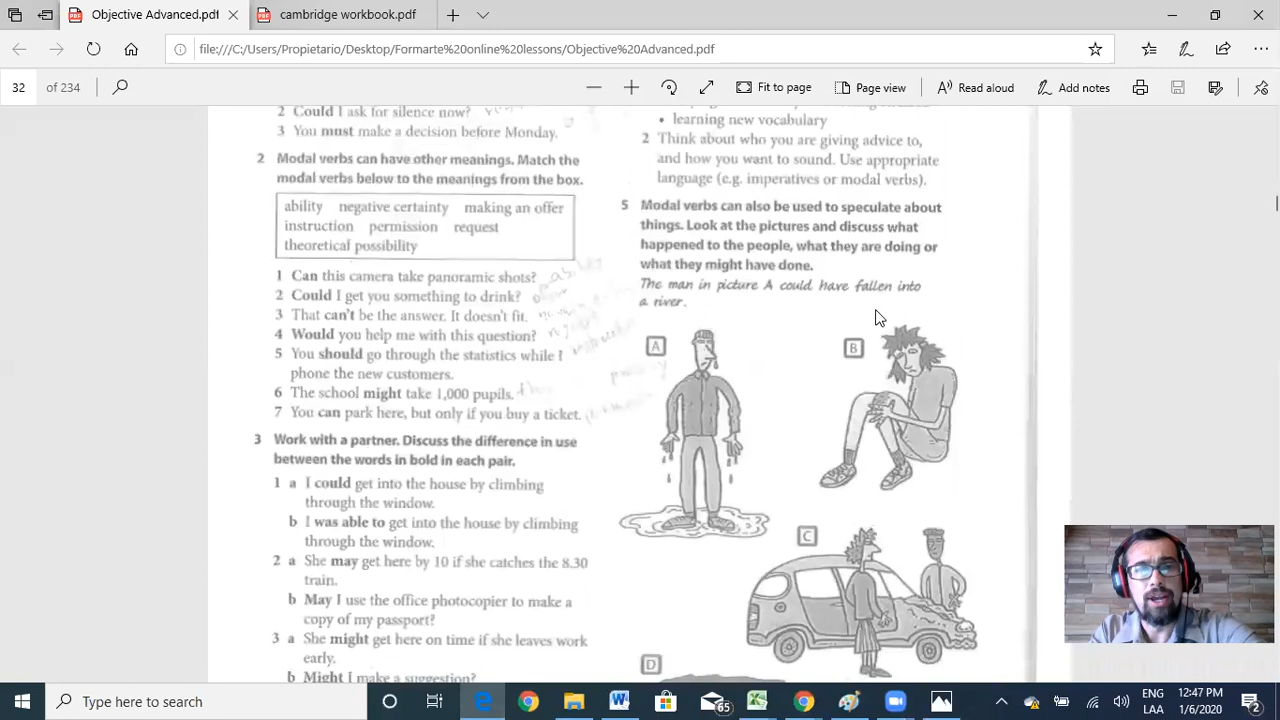 Objective Advanced.pdf
cambridge workbook.pdf
file:///C:/Users/Propietario/Desktop/Formarte%20online%20lessons/Objective%20Advanced.pdf
32 of 234
Fit to page
Page view
Read aloud
Add notes
2 Could I ask for silence now?
3 You must make a decision before Monday.
2 Modal verbs can have other meanings. Match the
modal verbs below to the meanings from the box.
ability negative certainty making an offer
instruction permission request
theoretical possibility
1 Can this camera take panoramic shots?
2 Could I get you something to drink?
3 That can't be the answer. It doesn't fit.
4 Would you help me with this question?
5 You should go through the statistics while I
phone the new customers.
6 The school might take 1,000 pupils.
7 You can park here, but only if you buy a ticket.
3 Work with a partner. Discuss the difference in use
between the words in bold in each pair.
1 a I could get into the house by climbing
through the window.
b I was able to get into the house by climbing
through the window.
2 a She may get here by 10 if she catches the 8.30
train.
b May I use the office photocopier to make a
copy of my passport?
3 a She might get here on time if she leaves work
early.
b Might I make a suggestion?
• learning new vocabulary
2 Think about who you are giving advice to,
and how you want to sound. Use appropriate
language (e.g. imperatives or modal verbs).
5 Modal verbs can also be used to speculate about
things. Look at the pictures and discuss what
happened to the people, what they are doing or
what they might have done.
The man in picture A could have fallen into
a river.
A
B
C
D
Type here to search
65
ENG
LAA
12:47 PM
1/6/2020
2